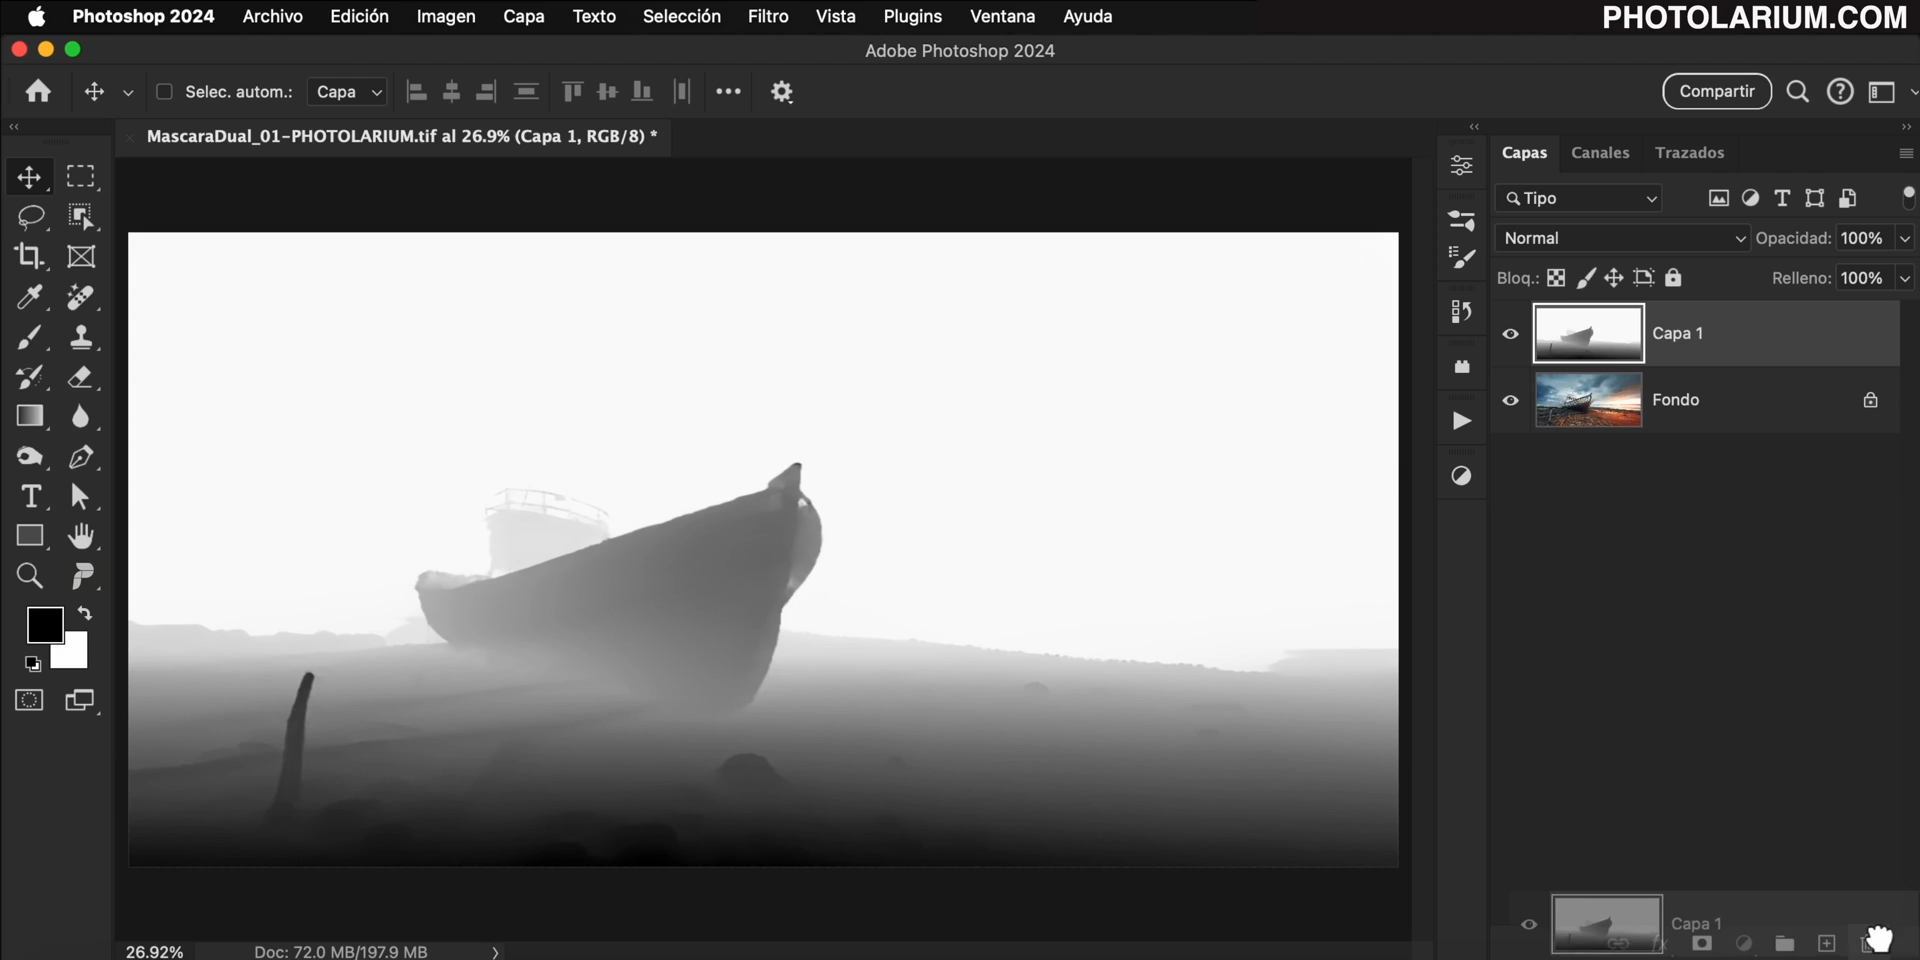 Photoshop 2024 Archivo Edición Imagen Capa Texto Selección Filtro Vista Plugins Ventana Ayuda
PHOTOLARIUM.COM
Adobe Photoshop 2024
Selec. autom.: Capa
Compartir
MascaraDual_01-PHOTOLARIUM.tif al 26.9% (Capa 1, RGB/8) *
Capas Canales Trazados
Tipo
Normal Opacidad: 100%
Bloq.: Relleno: 100%
Capa 1
Fondo
Capa 1
fx
26.92% Doc: 72.0 MB/197.9 MB